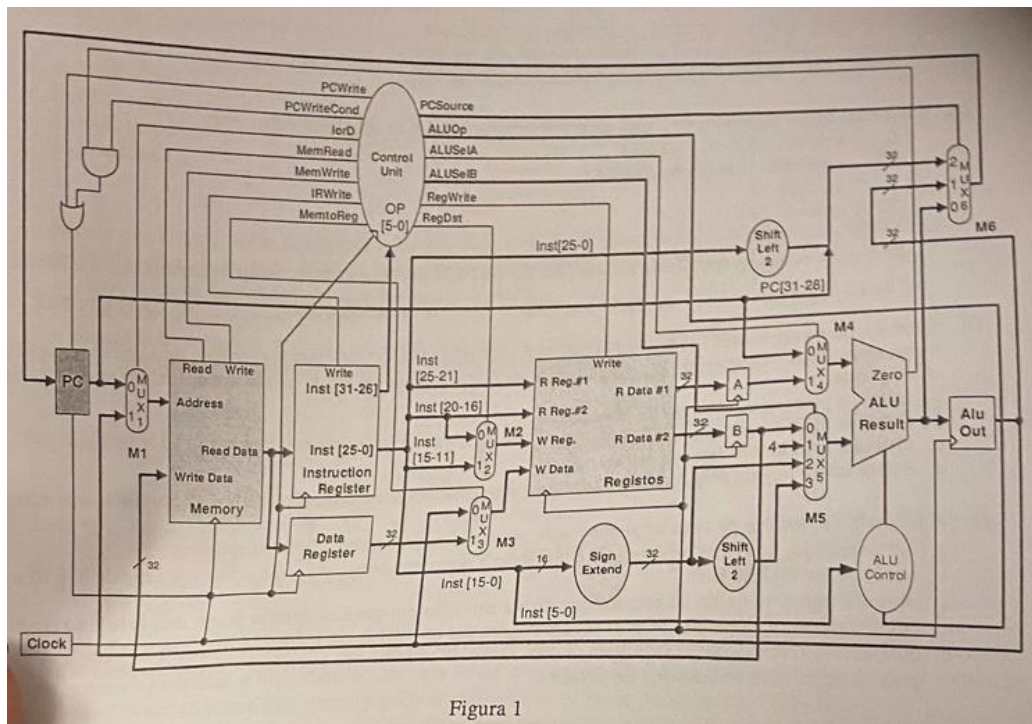 PCWrite
PCWriteCond
IorD
MemRead
MemWrite
IRWrite
MemtoReg
Control
Unit
OP
[5-0]
PCSource
ALUOp
ALUSelA
ALUSelB
RegWrite
RegDst
Inst[25-0]
Shift
Left
2
PC[31-28]
32
32
32
2
1
0
M
U
X
6
M6
PC
0
1
M
U
X
1
M1
Read
Write
Address
Read Data
Write Data
Memory
32
Write
Inst [31-26]
Inst [25-0]
Instruction
Register
Data
Register
32
Inst
[25-21]
Inst [20-16]
Inst
[15-11]
0
1
M
U
X
2
M2
0
1
M
U
X
3
M3
Write
R Reg.#1
R Reg.#2
W Reg.
W Data
R Data #1
R Data #2
Registos
32
32
A
B
M4
0
1
M
U
X
4
0
4
1
2
3
M
U
X
5
M5
Zero
ALU
Result
Alu
Out
Inst [15-0]
16
Sign
Extend
32
Shift
Left
2
Inst [5-0]
ALU
Control
Clock
Figura 1